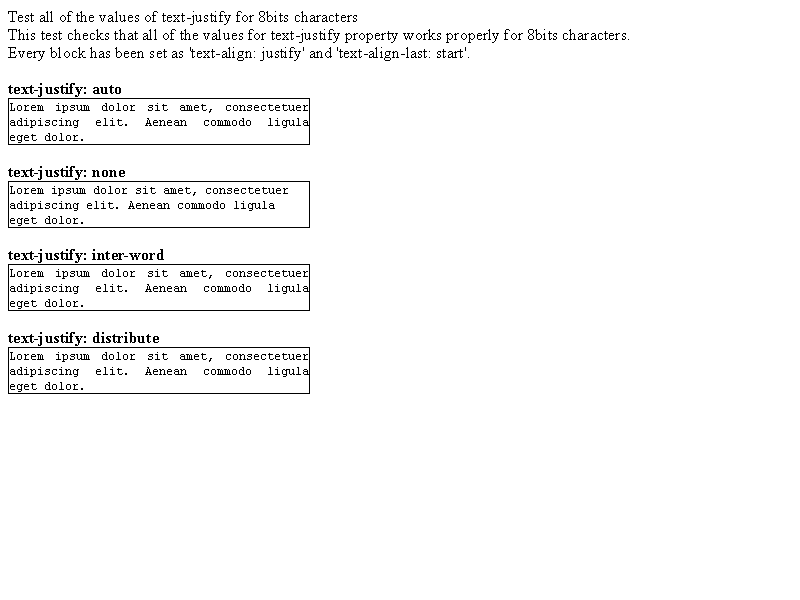 Test all of the values of text-justify for 8bits characters
This test checks that all of the values for text-justify property works properly for 8bits characters.
Every block has been set as 'text-align: justify' and 'text-align-last: start'.
text-justify: auto
Lorem ipsum dolor sit amet, consectetuer
adipiscing elit. Aenean commodo ligula
eget dolor.
text-justify: none
Lorem ipsum dolor sit amet, consectetuer
adipiscing elit. Aenean commodo ligula
eget dolor.
text-justify: inter-word
Lorem ipsum dolor sit amet, consectetuer
adipiscing elit. Aenean commodo ligula
eget dolor.
text-justify: distribute
Lorem ipsum dolor sit amet, consectetuer
adipiscing elit. Aenean commodo ligula
eget dolor.